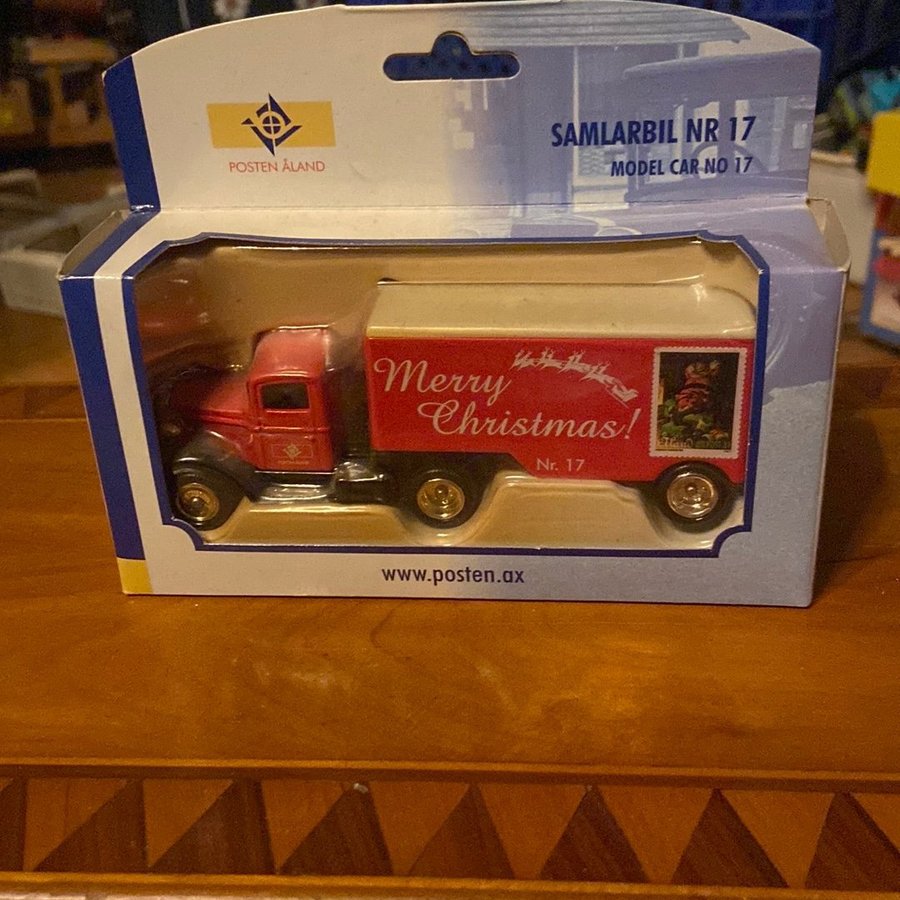 POSTEN ÅLAND
SAMLARBIL NR 17
MODEL CAR NO 17
Merry
Christmas!
Nr. 17
www.posten.ax